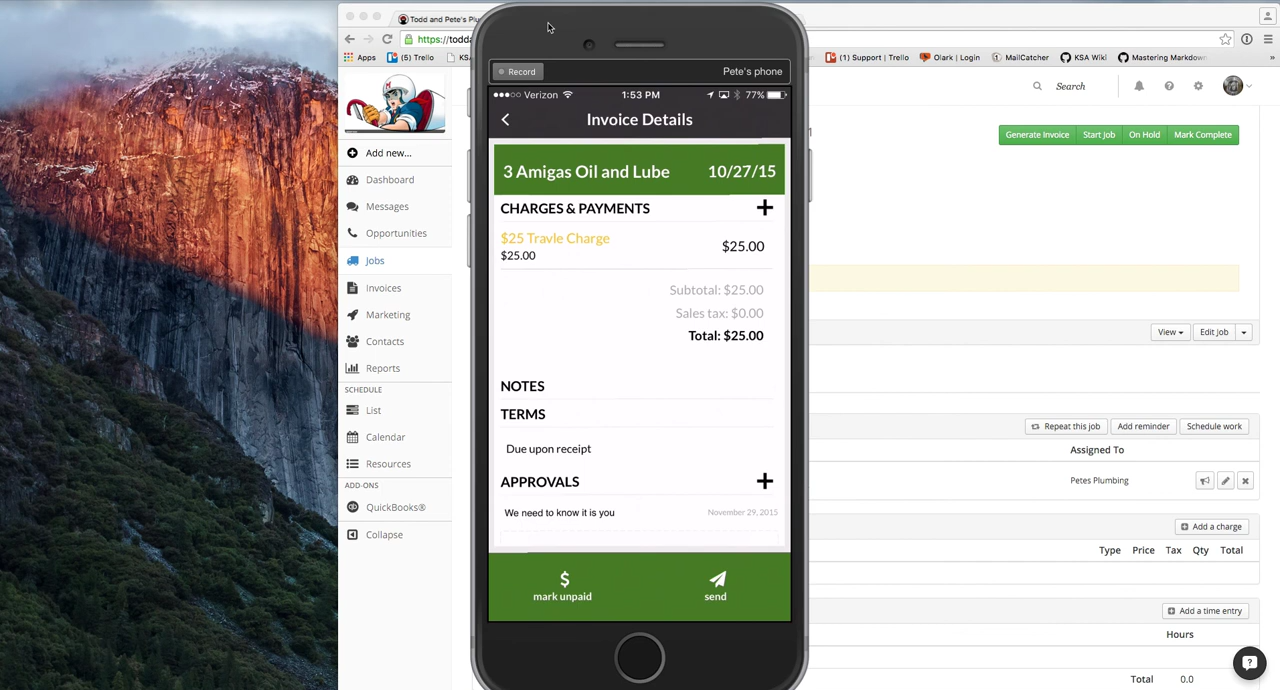 Todd and Pete's Plu
https://todda
Apps
(5) Trello
KSA
(1) Support | Trello
Olark | Login
MailCatcher
KSA Wiki
Mastering Markdown
»
Search
Add new...
Dashboard
Messages
Opportunities
Jobs
Invoices
Marketing
Contacts
Reports
SCHEDULE
List
Calendar
Resources
ADD-ONS
QuickBooks®
Collapse
Record
Pete's phone
Verizon
1:53 PM
77%
Invoice Details
3 Amigas Oil and Lube 10/27/15
CHARGES & PAYMENTS
$25 Travle Charge
$25.00
$25.00
Subtotal: $25.00
Sales tax: $0.00
Total: $25.00
NOTES
TERMS
Due upon receipt
APPROVALS
We need to know it is you
November 29, 2015
$
mark unpaid
send
Generate Invoice Start Job On Hold Mark Complete
View Edit job
Repeat this job Add reminder Schedule work
Assigned To
Petes Plumbing
Add a charge
Type Price Tax Qty Total
Add a time entry
Hours
Total 0.0